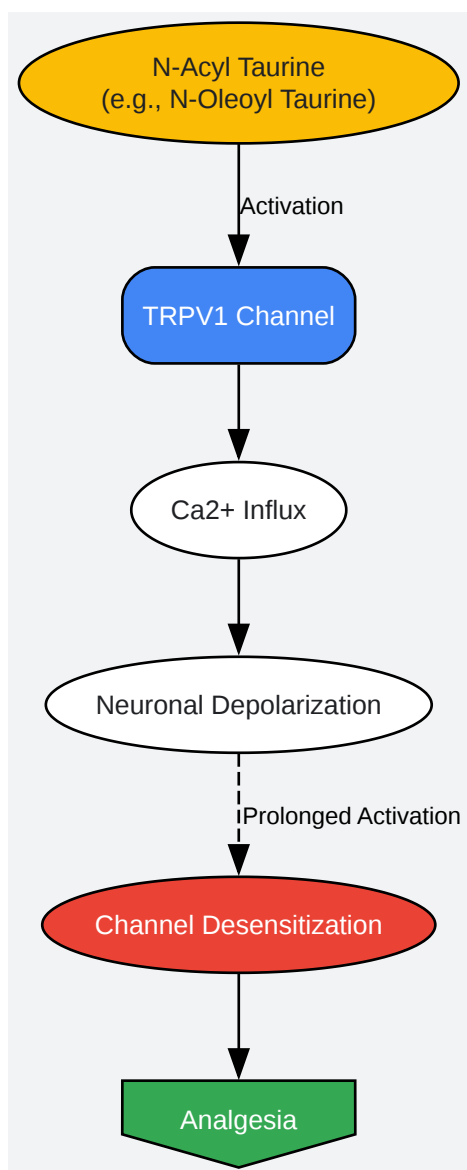 N-Acyl Taurine
(e.g., N-Oleoyl Taurine)
Activation
TRPV1 Channel
Ca2+ Influx
Neuronal Depolarization
Prolonged Activation
Channel Desensitization
Analgesia